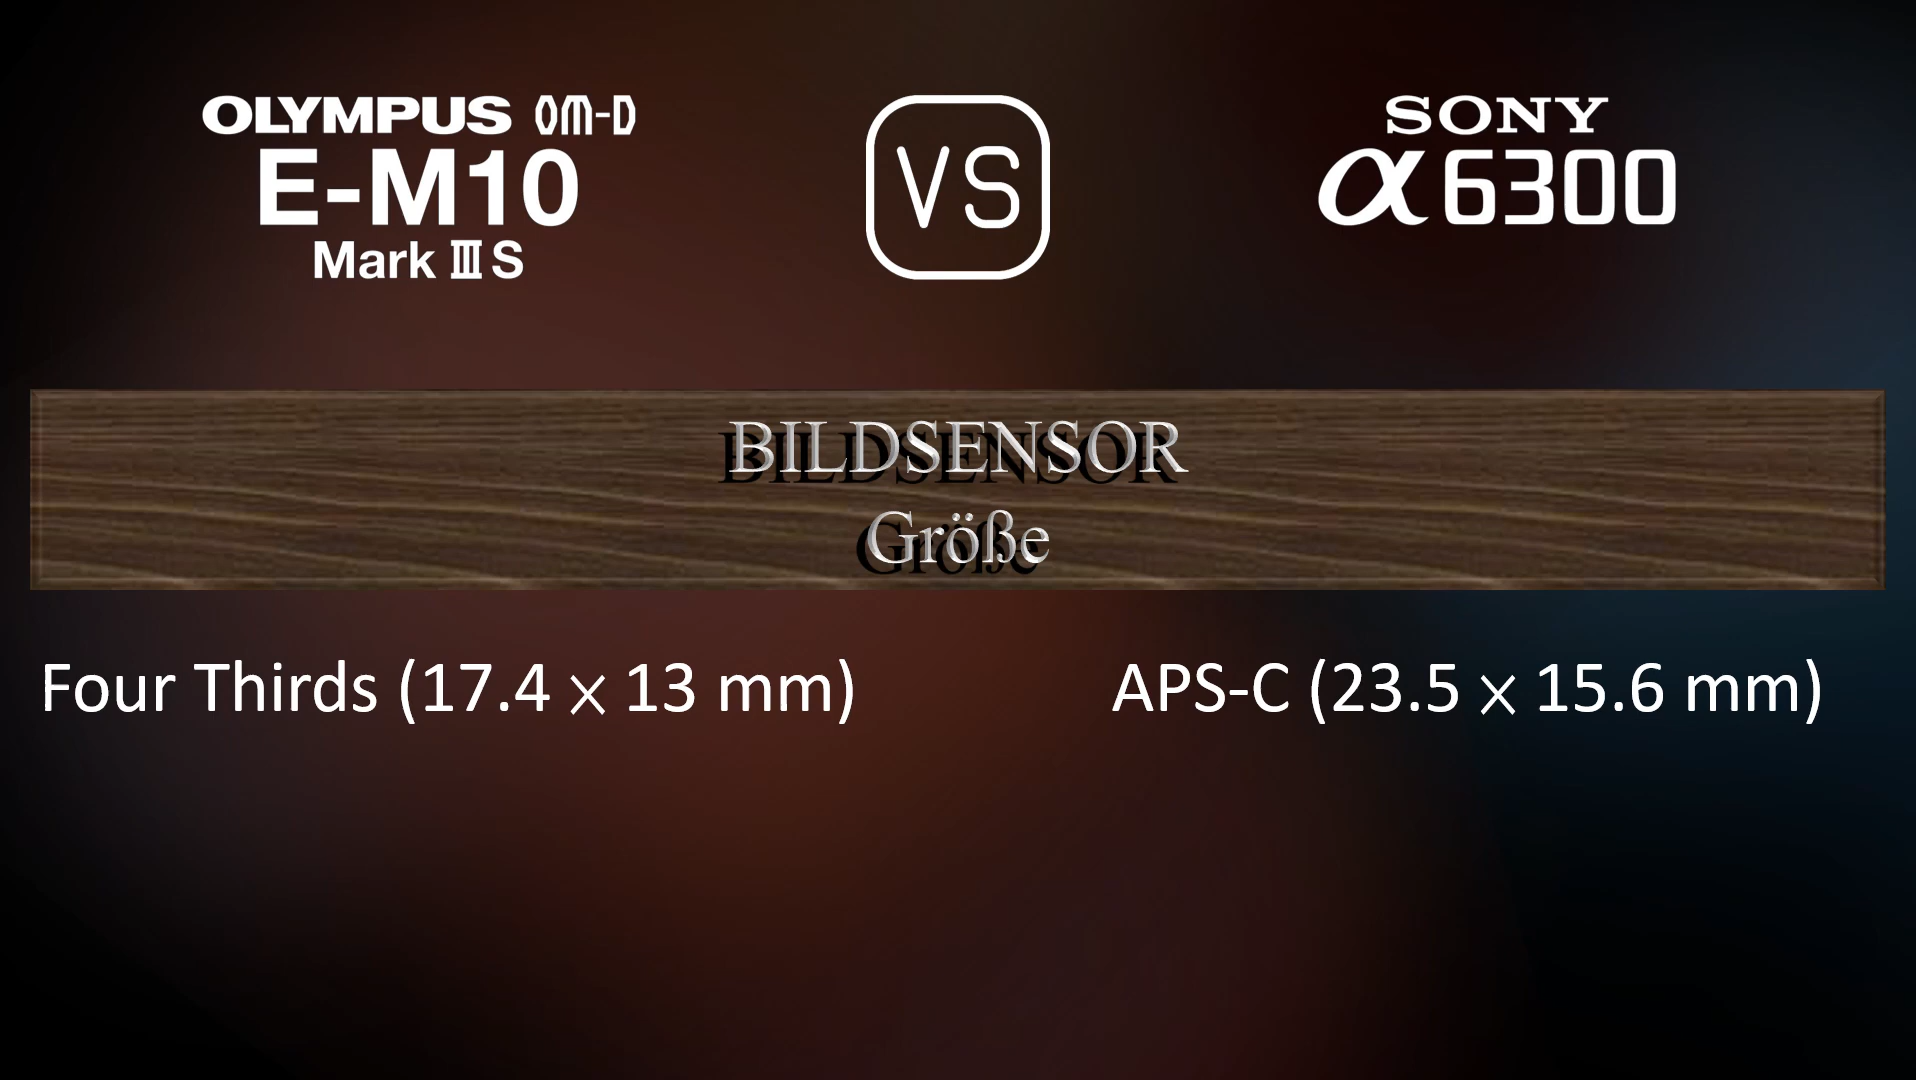 OLYMPUS OM-D
E-M10
Mark III S
VS
SONY
α6300
BILDSENSOR
Größe
Four Thirds (17.4 x 13 mm)
APS-C (23.5 x 15.6 mm)